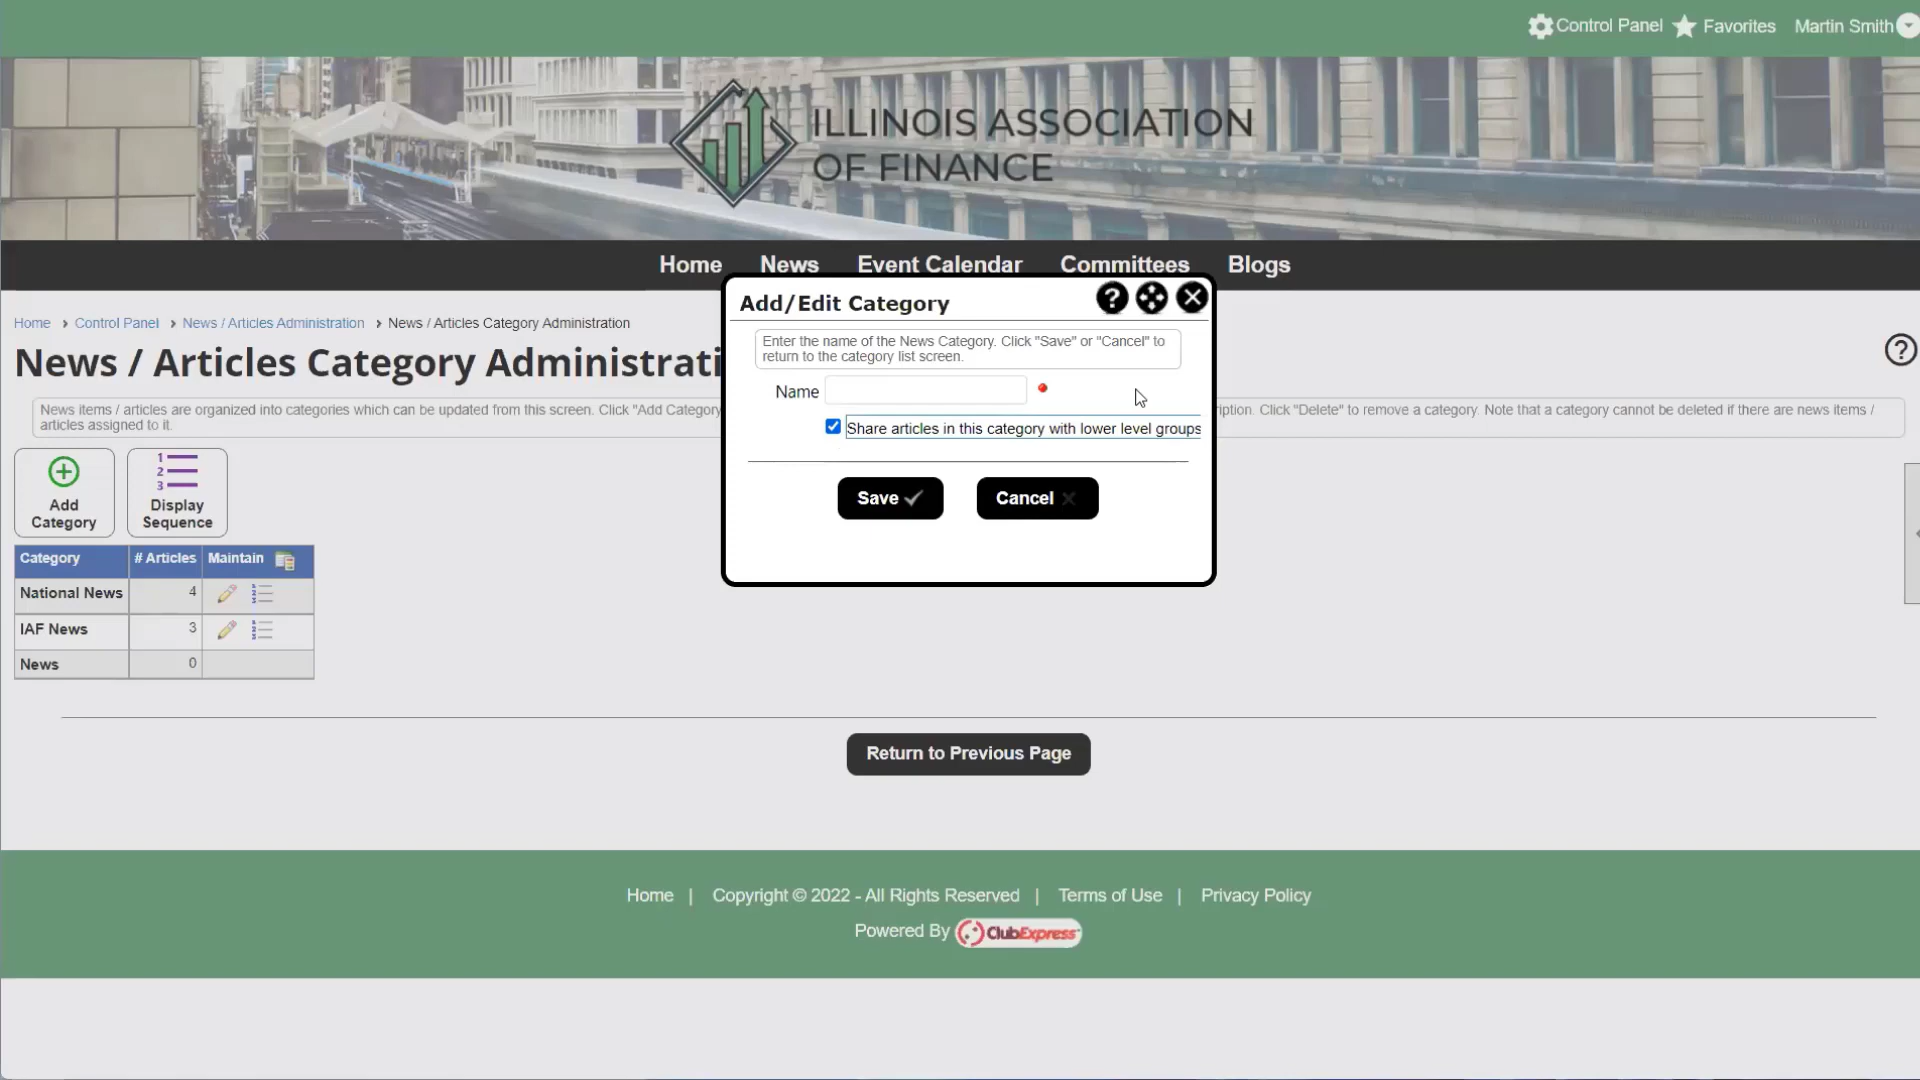 Control Panel Favorites Martin Smith
ILLINOIS ASSOCIATION
OF FINANCE
Home News Event Calendar Committees Blogs
Home › Control Panel › News / Articles Administration › News / Articles Category Administration
News / Articles Category Administrati
News items / articles are organized into categories which can be updated from this screen. Click "Add Category
ription. Click "Delete" to remove a category. Note that a category cannot be deleted if there are news items /
articles assigned to it.
Add/Edit Category
Enter the name of the News Category. Click "Save" or "Cancel" to
return to the category list screen.
Name
Share articles in this category with lower level groups
Save
Cancel
Add
Category
1
2
3
Display
Sequence
Category # Articles Maintain
National News 4
IAF News 3
News 0
Return to Previous Page
Home | Copyright © 2022 - All Rights Reserved | Terms of Use | Privacy Policy
Powered By ClubExpress